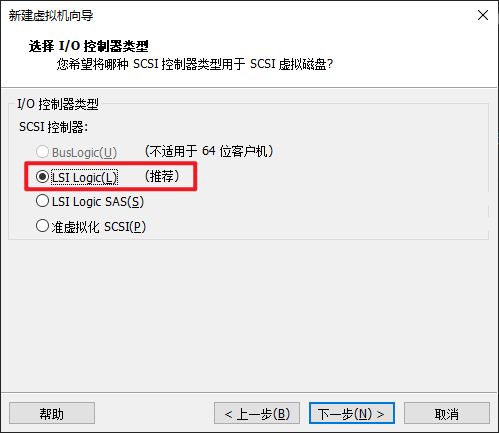 新建虚拟机向导
选择 I/O 控制器类型
您希望将哪种 SCSI 控制器类型用于 SCSI 虚拟磁盘?
I/O 控制器类型
SCSI 控制器:
BusLogic(U) (不适用于 64 位客户机)
LSI Logic(L) (推荐)
LSI Logic SAS(S)
准虚拟化 SCSI(P)
帮助 < 上一步(B) 下一步(N) > 取消